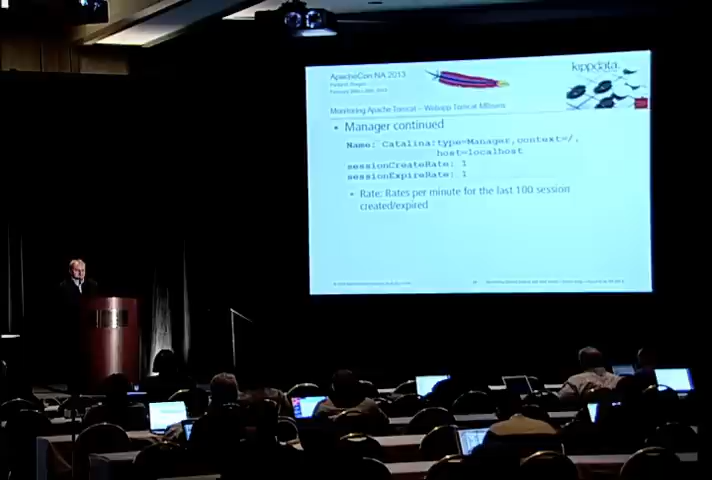 ApacheCon NA 2013
kippdata
Monitoring Apache Tomcat – Webapp Tomcat MBeans
• Manager continued
Name: Catalina:type=Manager,context=/,
host=localhost
sessionCreateRate: 1
sessionExpireRate: 1
• Rate: Rates per minute for the last 100 session
created/expired